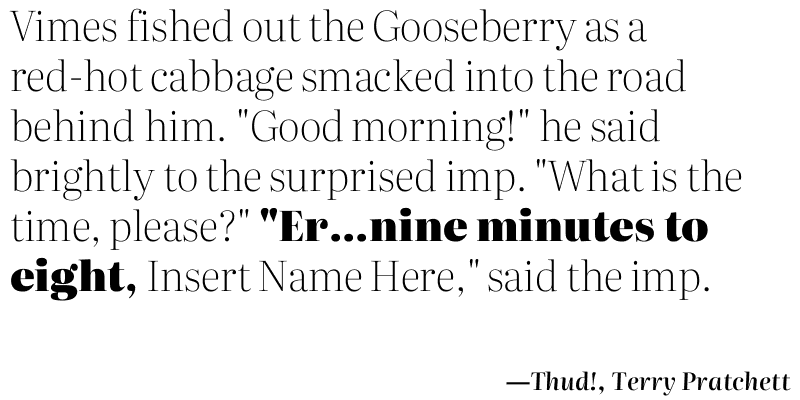 Vimes fished out the Gooseberry as a
red-hot cabbage smacked into the road
behind him. "Good morning!" he said
brightly to the surprised imp. "What is the
time, please?" "Er...nine minutes to
eight, Insert Name Here," said the imp.
—Thud!, Terry Pratchett